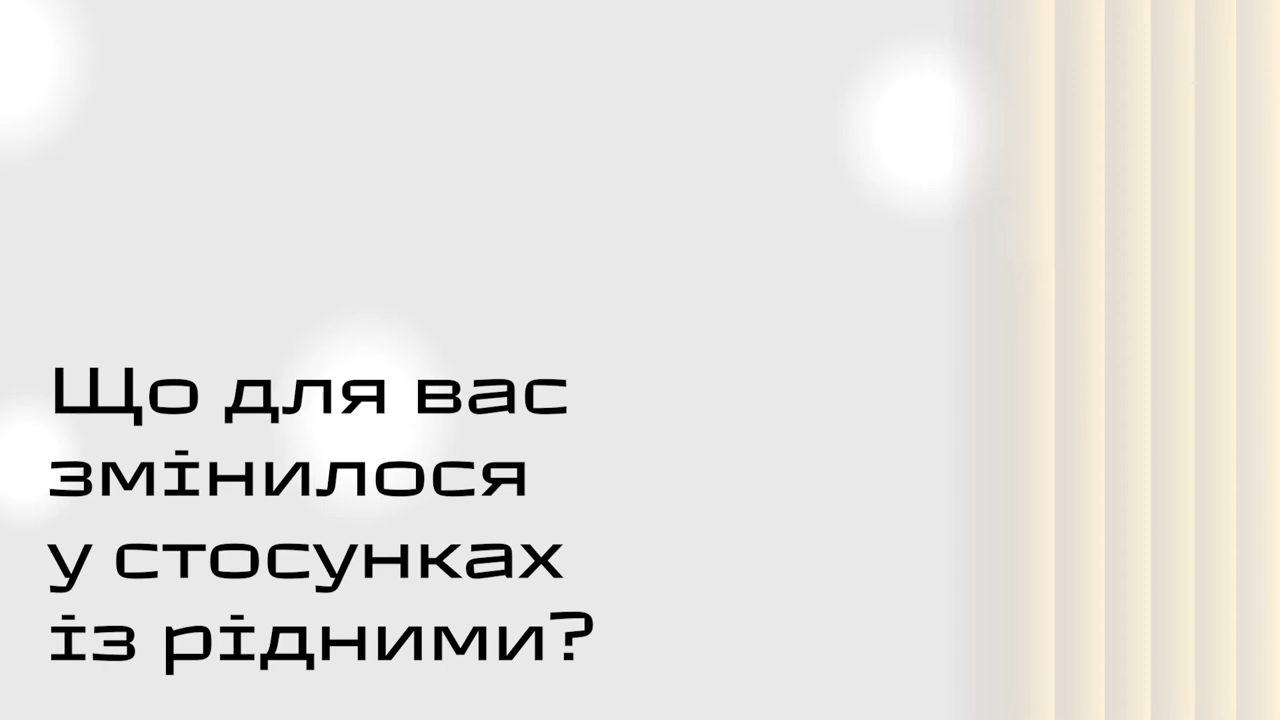 Що для вас
змінилося
у стосунках
із рідними?